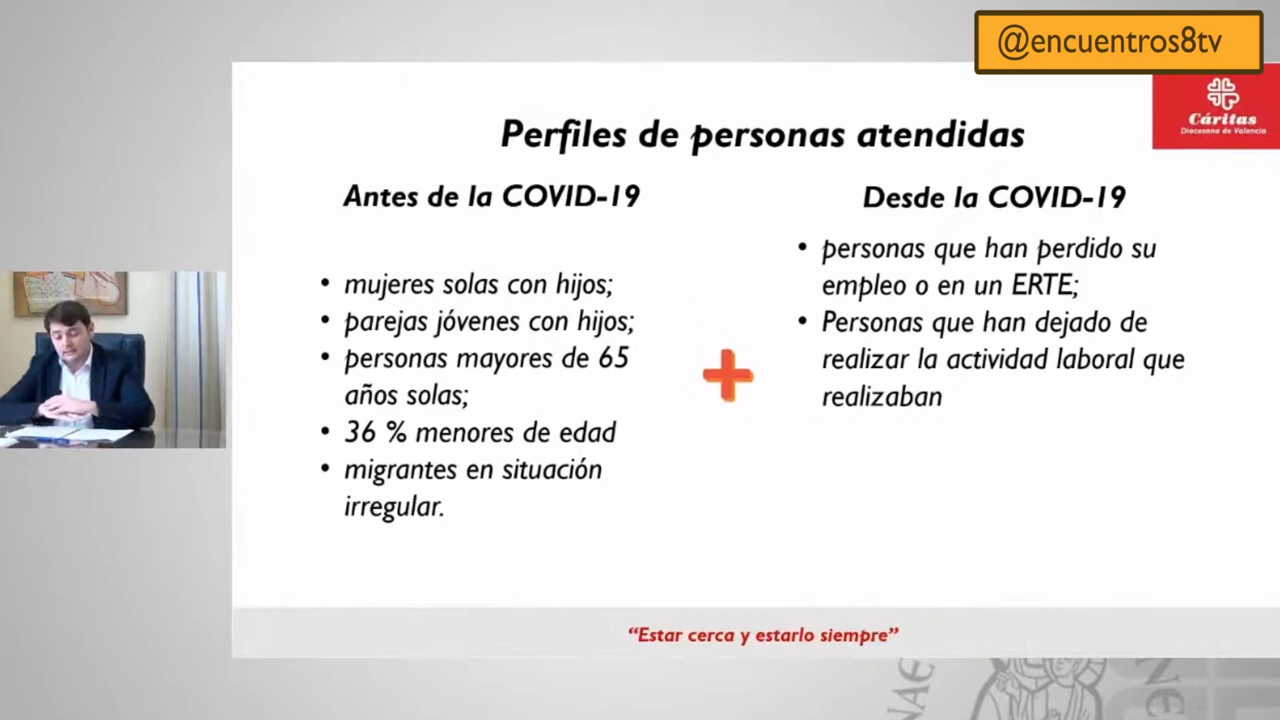 @encuentros8tv
Cáritas
Diocesana de Valencia
Perfiles de personas atendidas
Antes de la COVID-19
• mujeres solas con hijos;
• parejas jóvenes con hijos;
• personas mayores de 65
años solas;
• 36 % menores de edad
• migrantes en situación
irregular.
Desde la COVID-19
• personas que han perdido su
empleo o en un ERTE;
• Personas que han dejado de
realizar la actividad laboral que
realizaban
“Estar cerca y estarlo siempre”